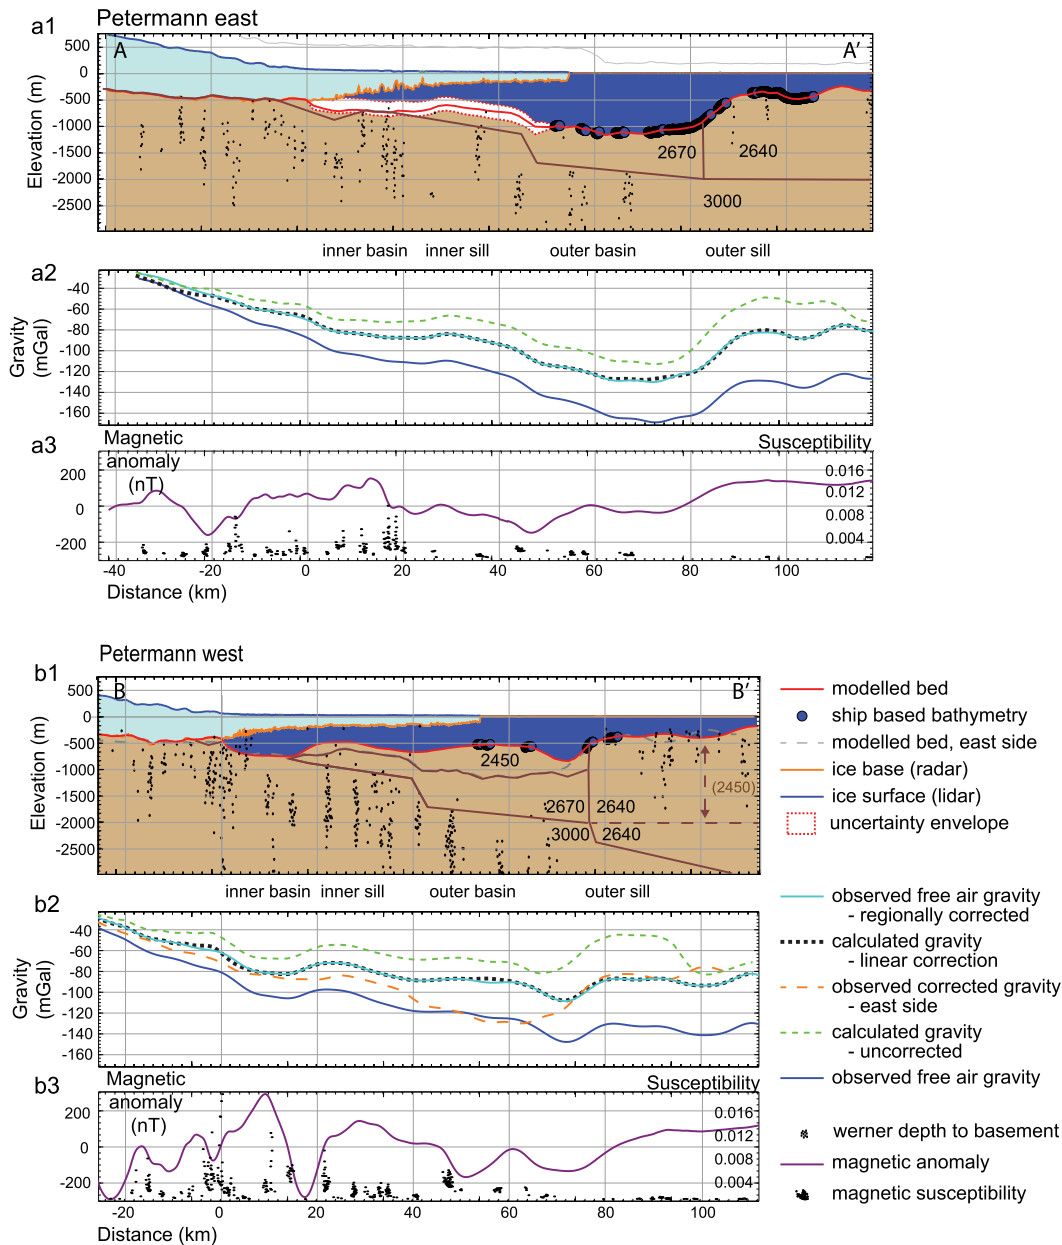 Petermann east
a1
A
A′
500
0
-500
-1000
-1500
-2000
-2500
Elevation (m)
2670
2640
3000
inner basin
inner sill
outer basin
outer sill
a2
-40
-60
-80
-100
-120
-140
-160
Gravity
(mGal)
a3
Magnetic
anomaly
(nT)
Susceptibility
200
0
-200
0.016
0.012
0.008
0.004
-40
-20
0
20
40
60
80
100
Distance (km)
Petermann west
b1
B
B′
500
0
-500
-1000
-1500
-2000
-2500
Elevation (m)
2450
(2450)
2670
2640
3000
2640
inner basin
inner sill
outer basin
outer sill
b2
-40
-60
-80
-100
-120
-140
-160
Gravity
(mGal)
b3
Magnetic
anomaly
(nT)
Susceptibility
200
0
-200
0.016
0.012
0.008
0.004
-20
0
20
40
60
80
100
Distance (km)
modelled bed
ship based bathymetry
modelled bed, east side
ice base (radar)
ice surface (lidar)
uncertainty envelope
observed free air gravity
- regionally corrected
calculated gravity
- linear correction
observed corrected gravity
- east side
calculated gravity
- uncorrected
observed free air gravity
werner depth to basement
magnetic anomaly
magnetic susceptibility